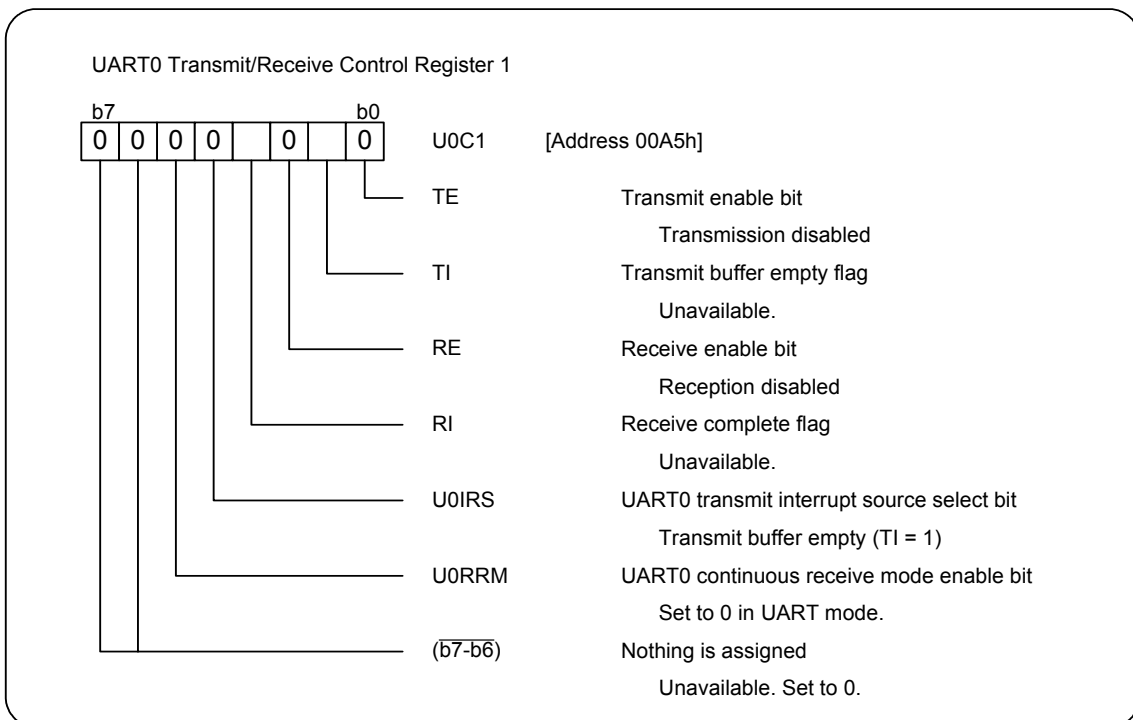 UART0 Transmit/Receive Control Register 1
b7 b0
0 0 0 0 0 0 U0C1 [Address 00A5h]
TE Transmit enable bit
Transmission disabled
TI Transmit buffer empty flag
Unavailable.
RE Receive enable bit
Reception disabled
RI Receive complete flag
Unavailable.
U0IRS UART0 transmit interrupt source select bit
Transmit buffer empty (TI = 1)
U0RRM UART0 continuous receive mode enable bit
Set to 0 in UART mode.
(b7-b6) Nothing is assigned
Unavailable. Set to 0.